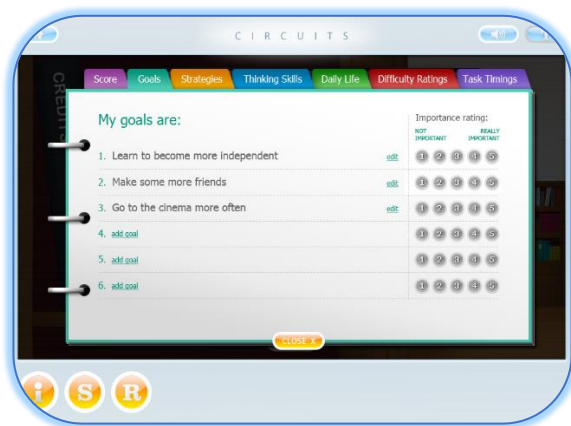 CIRCUITS
CREDITS
Score Goals Strategies Thinking Skills Daily Life Difficulty Ratings Task Timings
My goals are:
Importance rating:
NOT IMPORTANT REALLY IMPORTANT
1. Learn to become more independent edit 1 2 3 4 5
2. Make some more friends edit 1 2 3 4 5
3. Go to the cinema more often edit 1 2 3 4 5
4. add goal 1 2 3 4 5
5. add goal 1 2 3 4 5
6. add goal 1 2 3 4 5
CLOSE X
i S R